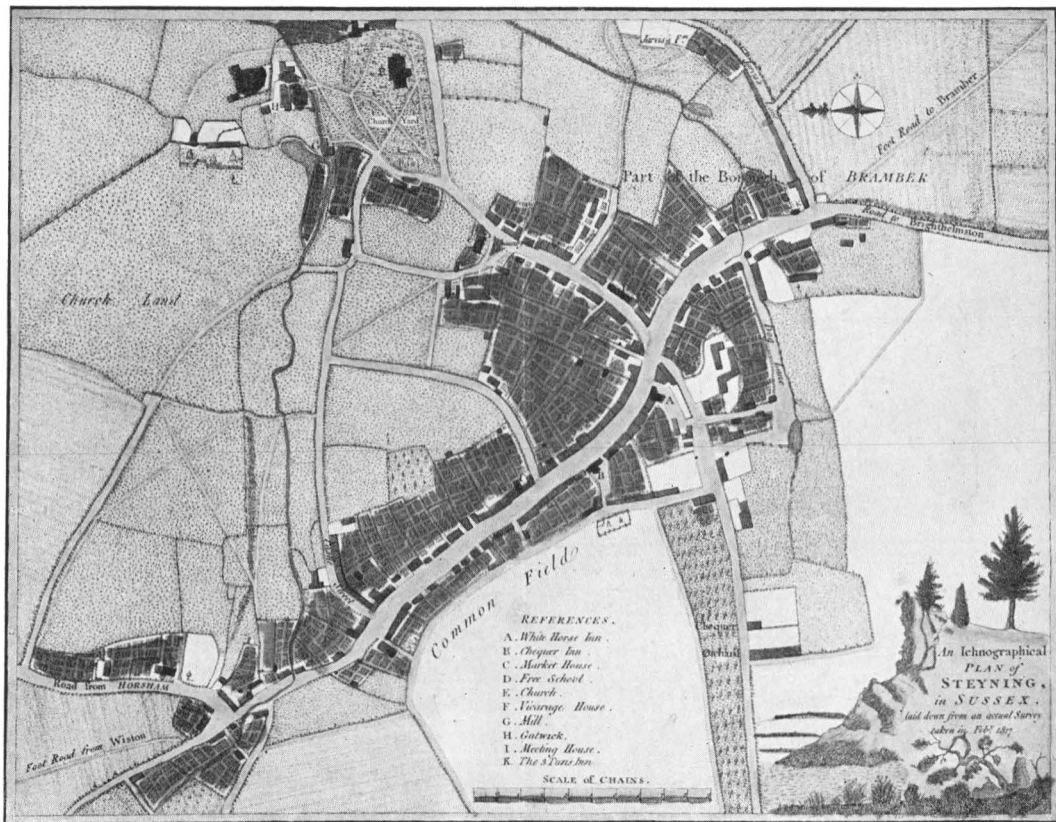 Jarvis's Fm
E
Church Yard
H
Foot Road to Bramber
Part of the Borough of BRAMBER
Road to Brighthelmston
Church Land
A
B
Common Field
Chequer
Orchard
REFERENCES.
A. White Horse Inn.
B. Chequer Inn.
C. Market House.
D. Free School.
E. Church.
F. Vicarage House.
G. Mill.
H. Gatwick.
I. Meeting House.
K. The 3 Tuns Inn
SCALE of CHAINS.
Road from HORSHAM
Foot Road from Wiston
An Ichnographical
PLAN of
STEYNING,
in SUSSEX,
laid down from an actual Survey
taken in Feby. 1817